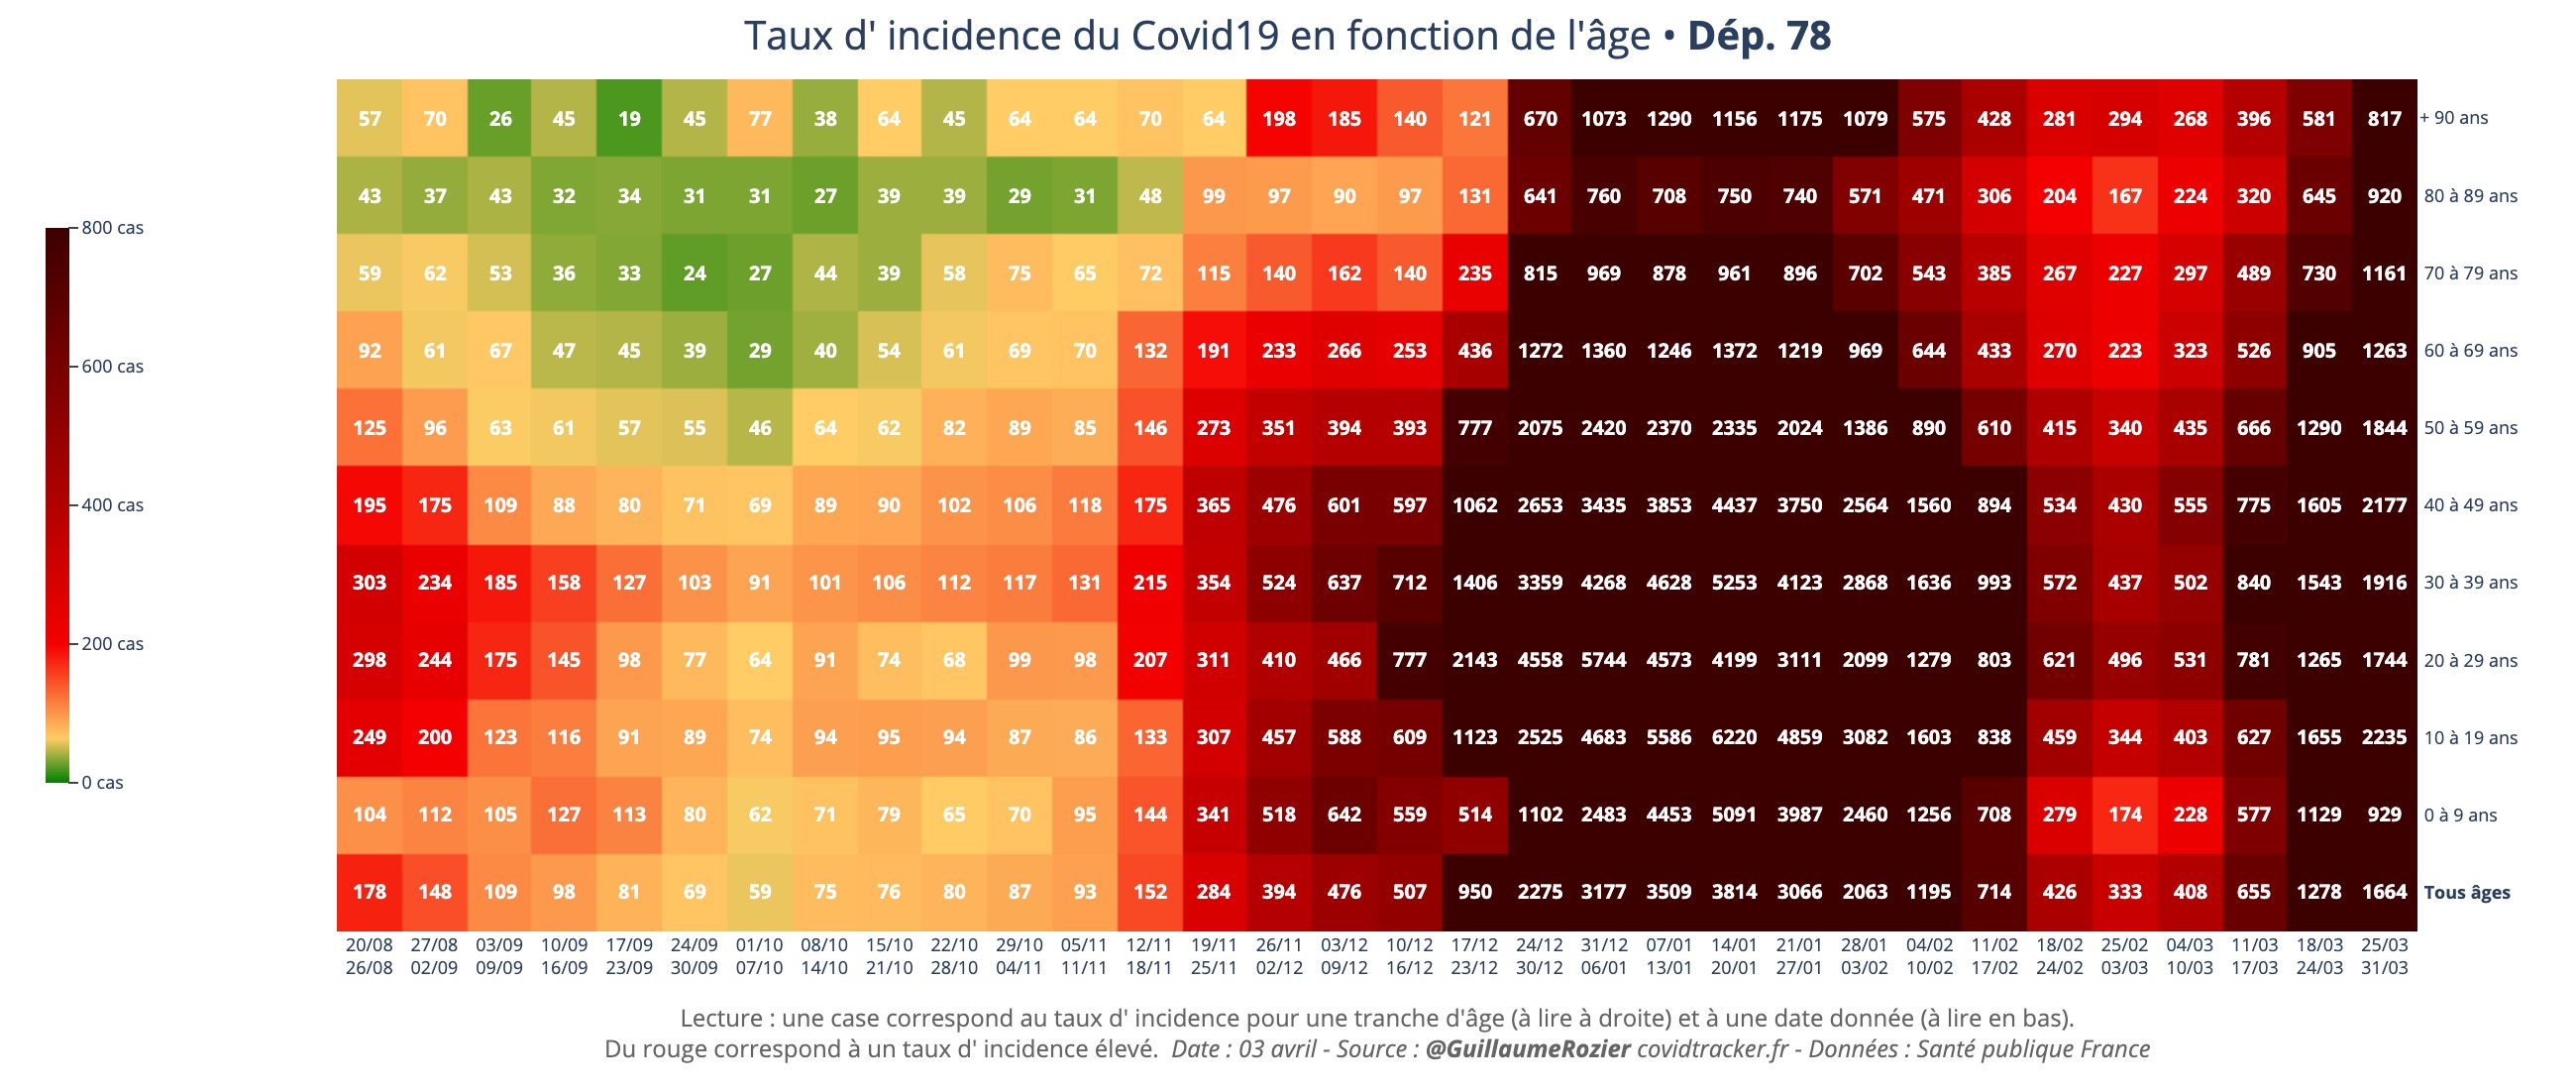 Taux d' incidence du Covid19 en fonction de l'âge • Dép. 78
57 70 26 45 19 45 77 38 64 45 64 64 70 64 198 185 140 121 670 1073 1290 1156 1175 1079 575 428 281 294 268 396 581 817 + 90 ans
43 37 43 32 34 31 31 27 39 39 29 31 48 99 97 90 97 131 641 760 708 750 740 571 471 306 204 167 224 320 645 920 80 à 89 ans
800 cas
59 62 53 36 33 24 27 44 39 58 75 65 72 115 140 162 140 235 815 969 878 961 896 702 543 385 267 227 297 489 730 1161 70 à 79 ans
92 61 67 47 45 39 29 40 54 61 69 70 132 191 233 266 253 436 1272 1360 1246 1372 1219 969 644 433 270 223 323 526 905 1263 60 à 69 ans
600 cas
125 96 63 61 57 55 46 64 62 82 89 85 146 273 351 394 393 777 2075 2420 2370 2335 2024 1386 890 610 415 340 435 666 1290 1844 50 à 59 ans
400 cas
195 175 109 88 80 71 69 89 90 102 106 118 175 365 476 601 597 1062 2653 3435 3853 4437 3750 2564 1560 894 534 430 555 775 1605 2177 40 à 49 ans
303 234 185 158 127 103 91 101 106 112 117 131 215 354 524 637 712 1406 3359 4268 4628 5253 4123 2868 1636 993 572 437 502 840 1543 1916 30 à 39 ans
200 cas
298 244 175 145 98 77 64 91 74 68 99 98 207 311 410 466 777 2143 4558 5744 4573 4199 3111 2099 1279 803 621 496 531 781 1265 1744 20 à 29 ans
249 200 123 116 91 89 74 94 95 94 87 86 133 307 457 588 609 1123 2525 4683 5586 6220 4859 3082 1603 838 459 344 403 627 1655 2235 10 à 19 ans
0 cas
104 112 105 127 113 80 62 71 79 65 70 95 144 341 518 642 559 514 1102 2483 4453 5091 3987 2460 1256 708 279 174 228 577 1129 929 0 à 9 ans
178 148 109 98 81 69 59 75 76 80 87 93 152 284 394 476 507 950 2275 3177 3509 3814 3066 2063 1195 714 426 333 408 655 1278 1664 Tous âges
20/08 27/08 03/09 10/09 17/09 24/09 01/10 08/10 15/10 22/10 29/10 05/11 12/11 19/11 26/11 03/12 10/12 17/12 24/12 31/12 07/01 14/01 21/01 28/01 04/02 11/02 18/02 25/02 04/03 11/03 18/03 25/03
26/08 02/09 09/09 16/09 23/09 30/09 07/10 14/10 21/10 28/10 04/11 11/11 18/11 25/11 02/12 09/12 16/12 23/12 30/12 06/01 13/01 20/01 27/01 03/02 10/02 17/02 24/02 03/03 10/03 17/03 24/03 31/03
Lecture : une case correspond au taux d' incidence pour une tranche d'âge (à lire à droite) et à une date donnée (à lire en bas).
Du rouge correspond à un taux d' incidence élevé. Date : 03 avril - Source : @GuillaumeRozier covidtracker.fr - Données : Santé publique France